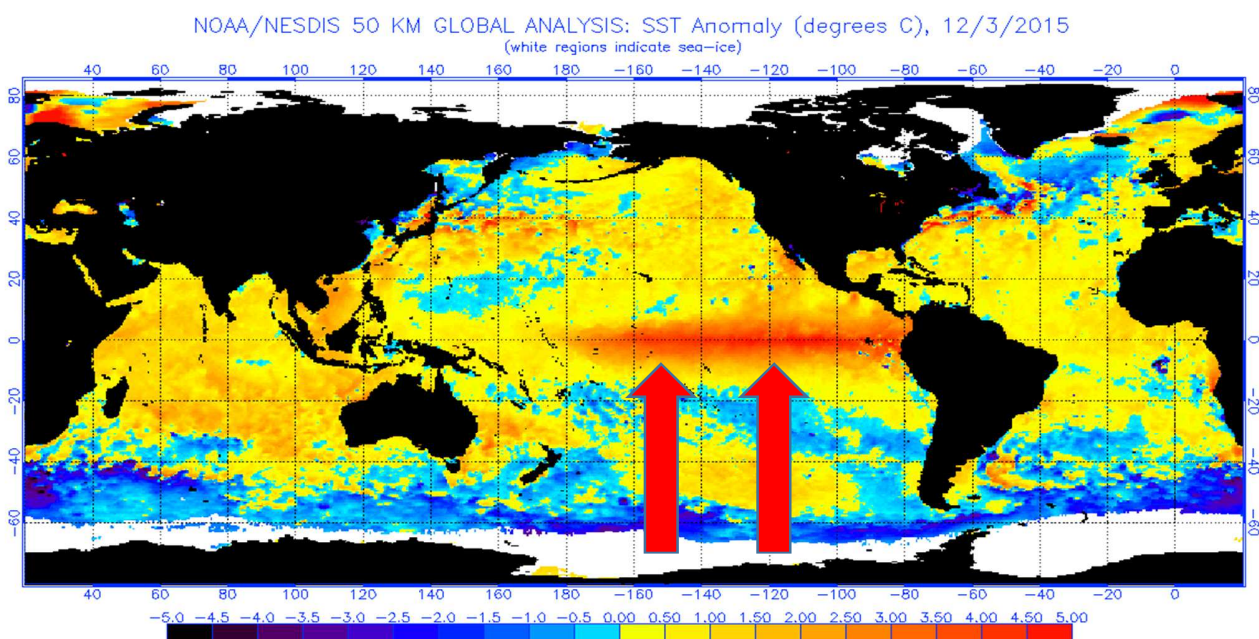 NOAA/NESDIS 50 KM GLOBAL ANALYSIS: SST Anomaly (degrees C), 12/3/2015
(white regions indicate sea-ice)
40 60 80 100 120 140 160 180 -160 -140 -120 -100 -80 -60 -40 -20 0
80 80
60 60
40 40
20 20
0 0
-20 -20
-40 -40
-60 -60
40 60 80 100 120 140 160 180 -160 -140 -120 -100 -80 -60 -40 -20 0
-5.0 -4.0 -3.5 -3.0 -2.5 -2.0 -1.5 -1.0 -0.5 0.00 0.50 1.00 1.50 2.00 2.50 3.00 3.50 4.00 4.50 5.00